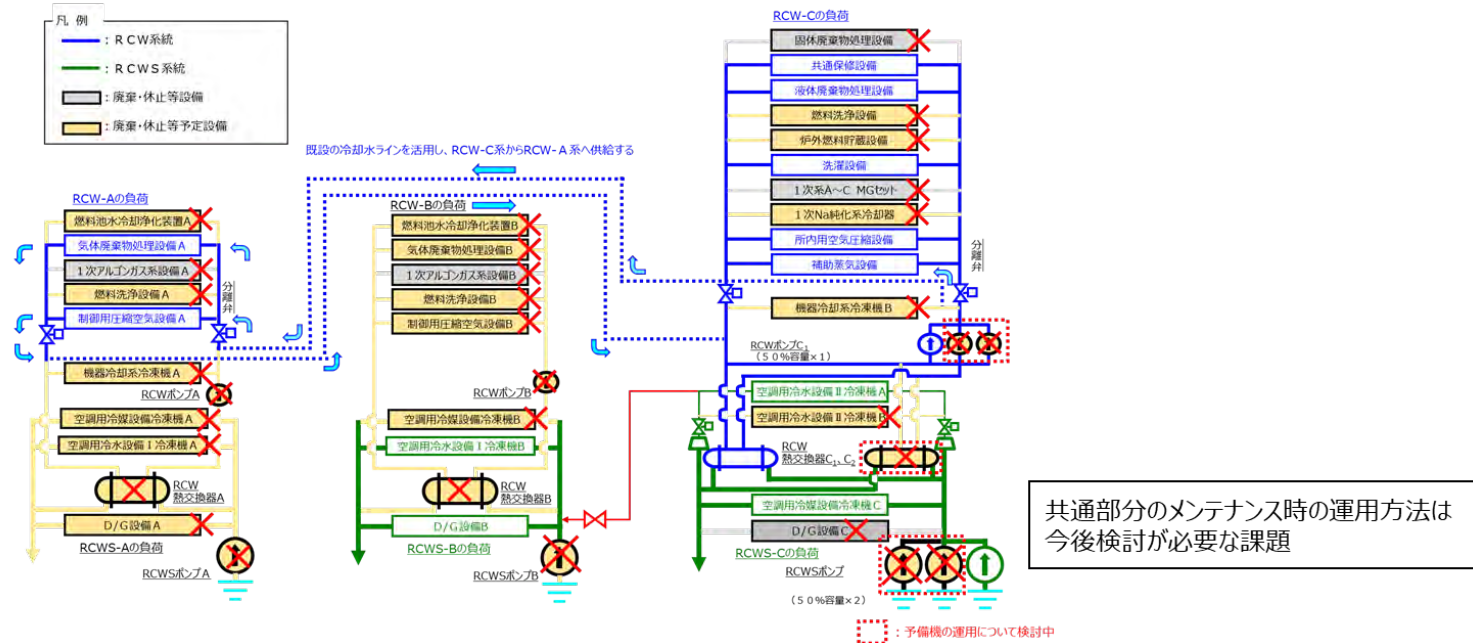 凡 例
：ＲＣＷ系統
：ＲＣＷＳ系統
：廃棄・休止等設備
：廃棄・休止等予定設備
既設の冷却水ラインを活用し、RCW-C系からRCW-A系へ供給する
RCW-Aの負荷
燃料池水冷却浄化装置A
気体廃棄物処理設備A
1次アルゴンガス系設備A
燃料洗浄設備A
制御用圧縮空気設備A
分離弁
機器冷却系冷凍機A
RCWポンプA
空調用冷媒設備冷凍機A
空調用冷水設備Ⅰ冷凍機A
RCW
熱交換器A
D/G設備A
RCWS-Aの負荷
RCWSポンプA
RCW-Bの負荷
燃料池水冷却浄化装置B
気体廃棄物処理設備B
1次アルゴンガス系設備B
燃料洗浄設備B
制御用圧縮空気設備B
RCWポンプB
空調用冷媒設備冷凍機B
空調用冷水設備Ⅰ冷凍機B
RCW
熱交換器B
D/G設備B
RCWS-Bの負荷
RCWSポンプB
RCW-Cの負荷
固体廃棄物処理設備
共通保修設備
液体廃棄物処理設備
燃料洗浄設備
炉外燃料貯蔵設備
洗濯設備
1次系A～C MGセット
1次Na純化系冷却器
所内用空気圧縮設備
補助蒸気設備
分離弁
機器冷却系冷凍機B
RCWポンプC₁
（５０％容量×１）
空調用冷水設備Ⅱ冷凍機A
空調用冷水設備Ⅱ冷凍機B
RCW
熱交換器C₁、C₂
空調用冷媒設備冷凍機C
D/G設備C
RCWS-Cの負荷
RCWSポンプ
（５０％容量×２）
：予備機の運用について検討中
共通部分のメンテナンス時の運用方法は
今後検討が必要な課題